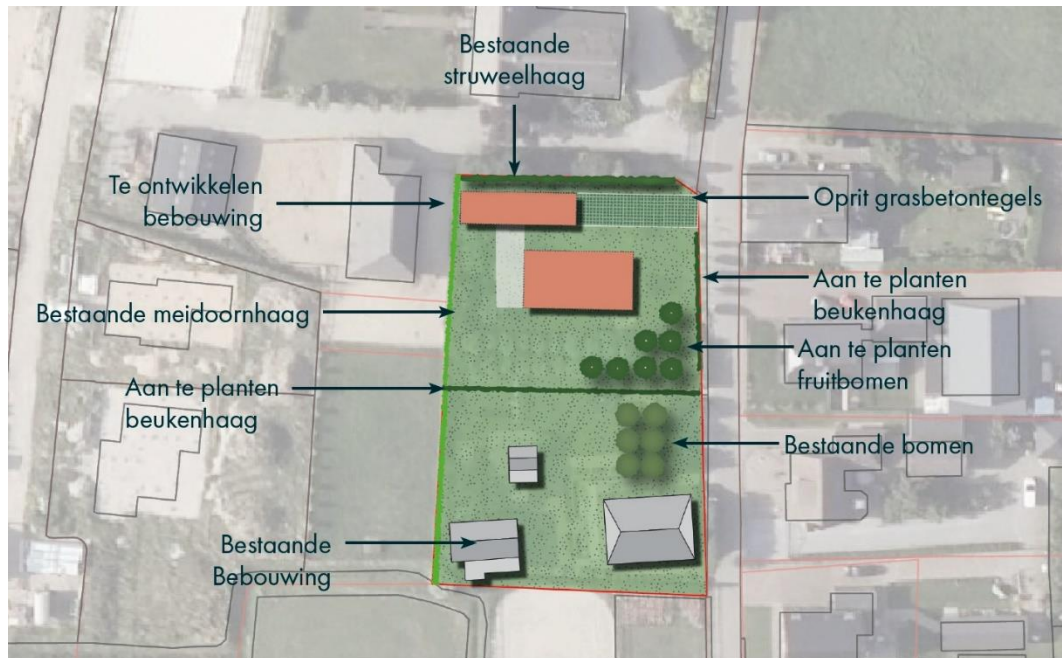 Bestaande
struweelhaag
Te ontwikkelen
bebouwing
Oprit grasbetontegels
Aan te planten
beukenhaag
Bestaande meidoornhaag
Aan te planten
fruitbomen
Aan te planten
beukenhaag
Bestaande bomen
Bestaande
Bebouwing